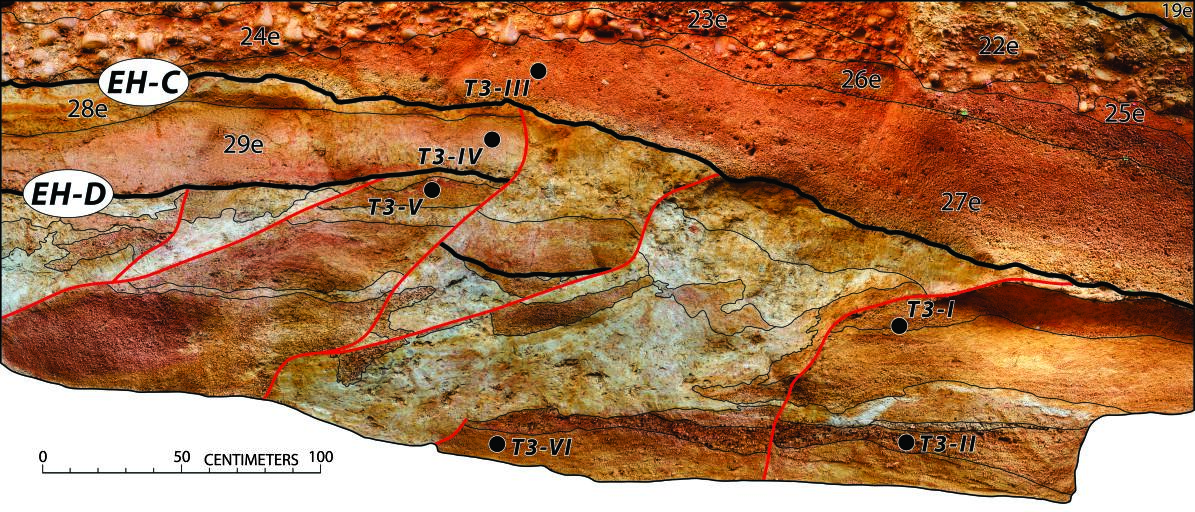 19e
23e
24e
22e
26e
EH-C
T3-III
28e
25e
29e
T3-IV
EH-D
T3-V
27e
T3-I
T3-VI
T3-II
0 50 CENTIMETERS 100